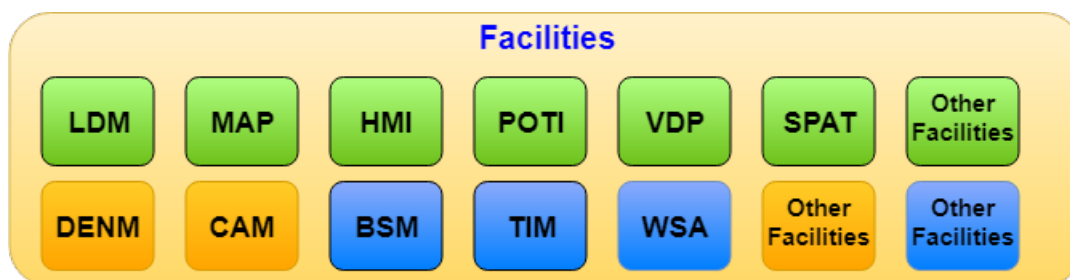 Facilities
LDM MAP HMI POTI VDP SPAT Other
Facilities
DENM CAM BSM TIM WSA Other
Facilities Other
Facilities